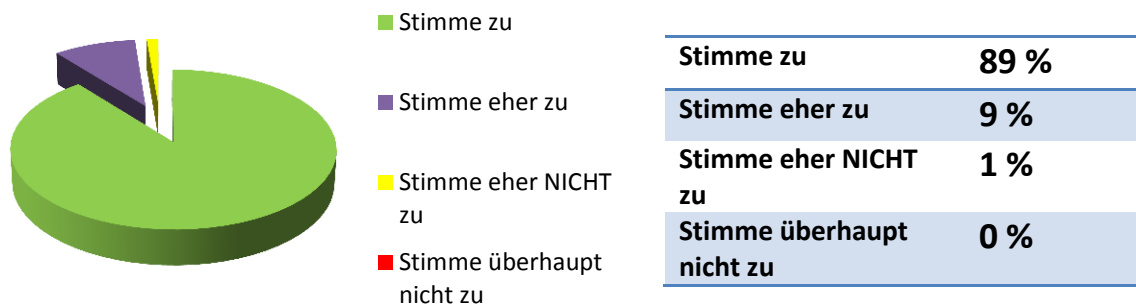 Stimme zu
Stimme eher zu
Stimme eher NICHT
zu
Stimme überhaupt
nicht zu
Stimme zu 89 %
Stimme eher zu 9 %
Stimme eher NICHT 1 %
zu
Stimme überhaupt 0 %
nicht zu